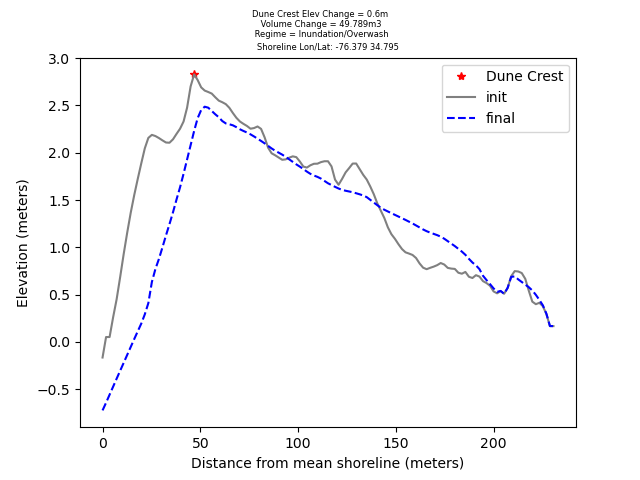 Dune Crest Elev Change = 0.6m
Volume Change = 49.789m3
Regime = Inundation/Overwash
Shoreline Lon/Lat: -76.379 34.795
Dune Crest
init
final
3.0
2.5
2.0
1.5
1.0
0.5
0.0
−0.5
Elevation (meters)
0 50 100 150 200
Distance from mean shoreline (meters)